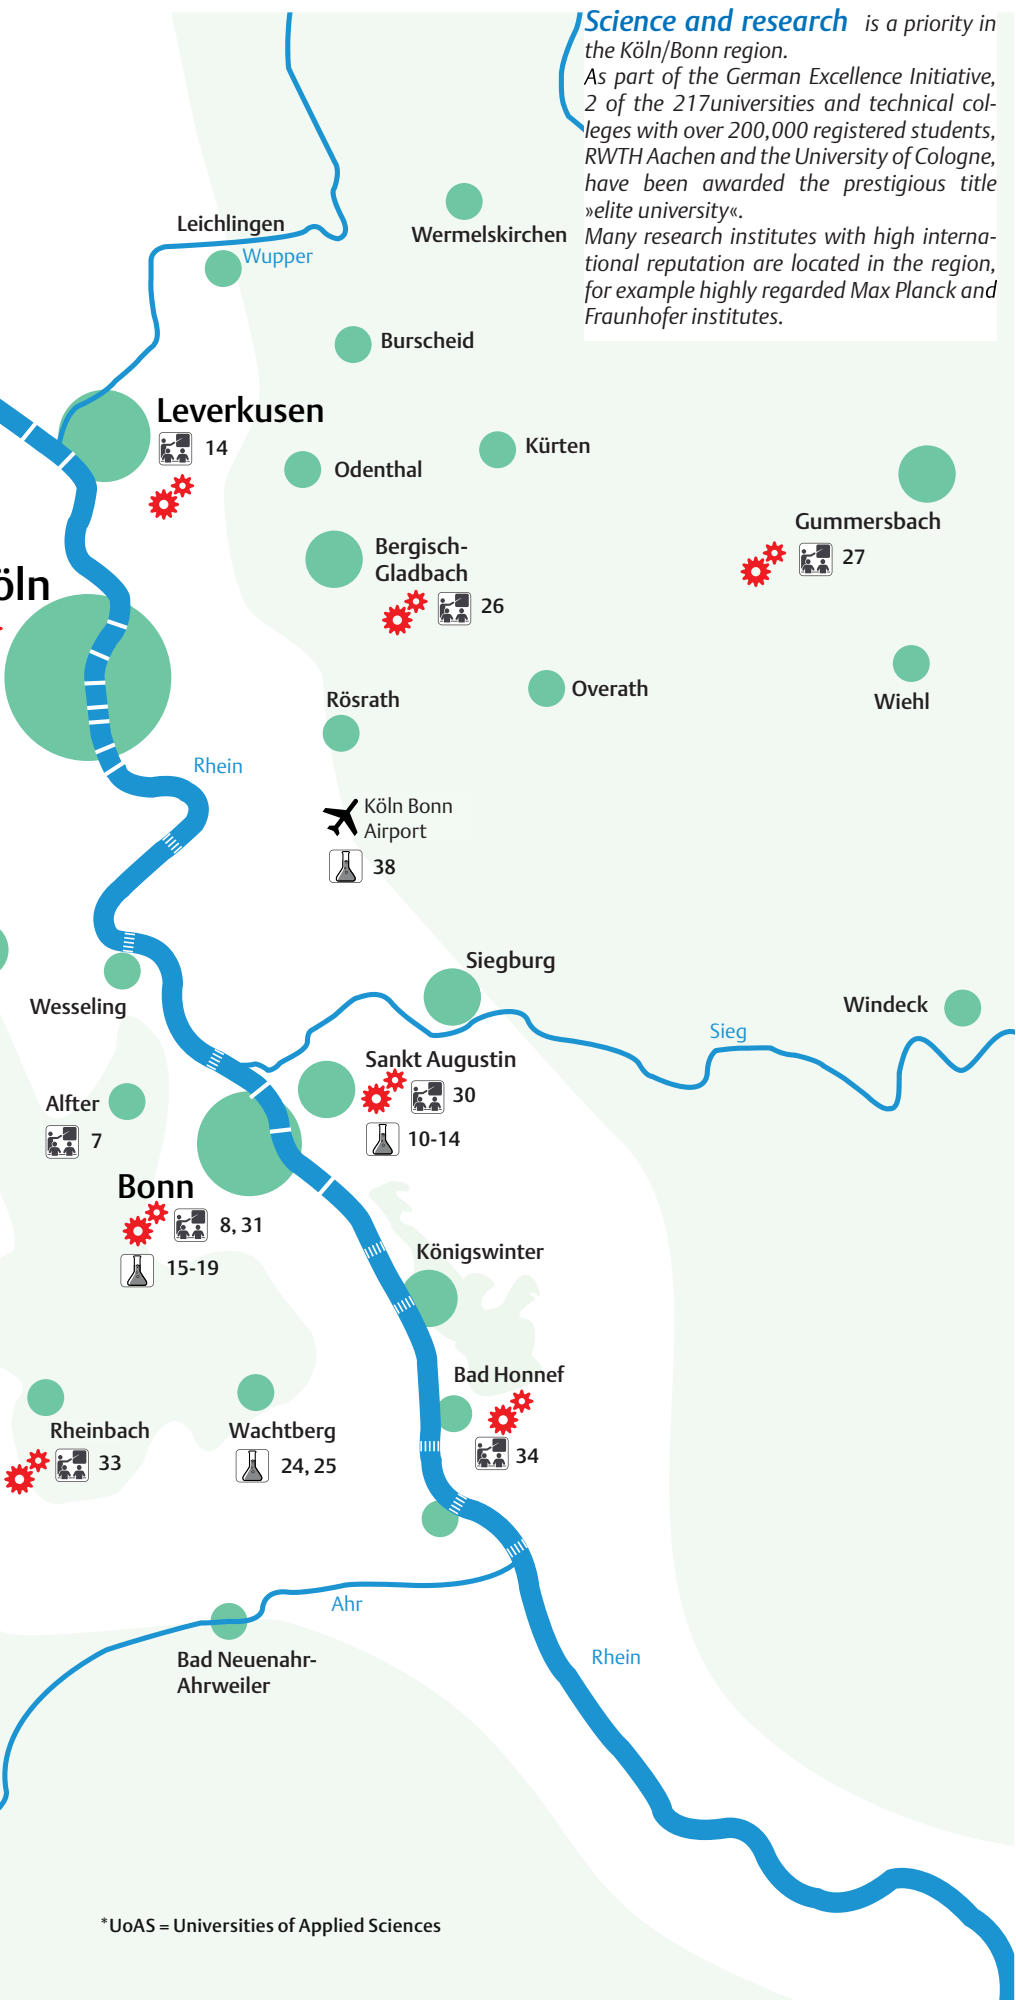 Science and research is a priority in
the Köln/Bonn region.
As part of the German Excellence Initiative,
2 of the 217universities and technical col-
leges with over 200,000 registered students,
RWTH Aachen and the University of Cologne,
have been awarded the prestigious title
»elite university«.
Many research institutes with high interna-
tional reputation are located in the region,
for example highly regarded Max Planck and
Fraunhofer institutes.
Leichlingen
Wermelskirchen
Wupper
Burscheid
Leverkusen
14
Odenthal
Kürten
Gummersbach
27
Bergisch-
Gladbach
26
öln
Rösrath
Overath
Wiehl
Rhein
Köln Bonn
Airport
38
Siegburg
Wesseling
Windeck
Sieg
Sankt Augustin
30
10-14
Alfter
7
Bonn
8, 31
15-19
Königswinter
Bad Honnef
34
Rheinbach
33
Wachtberg
24, 25
Ahr
Bad Neuenahr-
Ahrweiler
Rhein
*UoAS = Universities of Applied Sciences